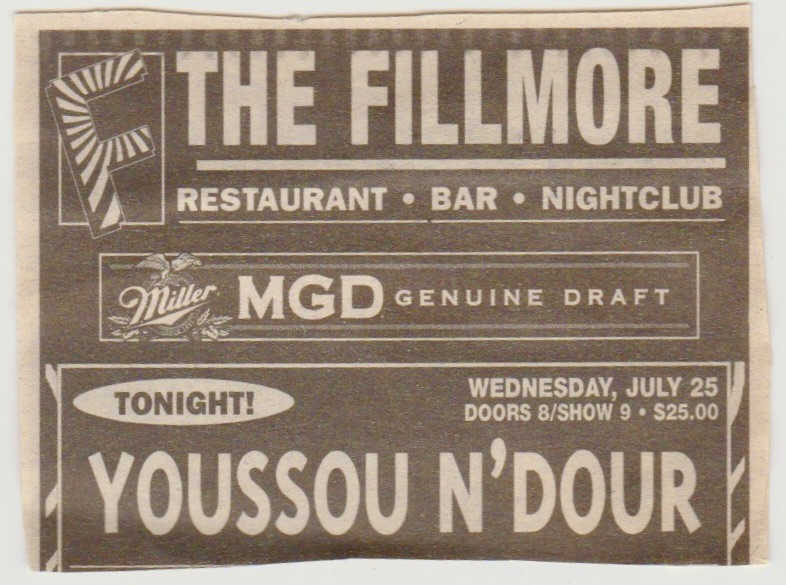 F
THE FILLMORE
RESTAURANT • BAR • NIGHTCLUB
Miller MGD GENUINE DRAFT
TONIGHT!
WEDNESDAY, JULY 25
DOORS 8/SHOW 9 • $25.00
YOUSSOU N'DOUR